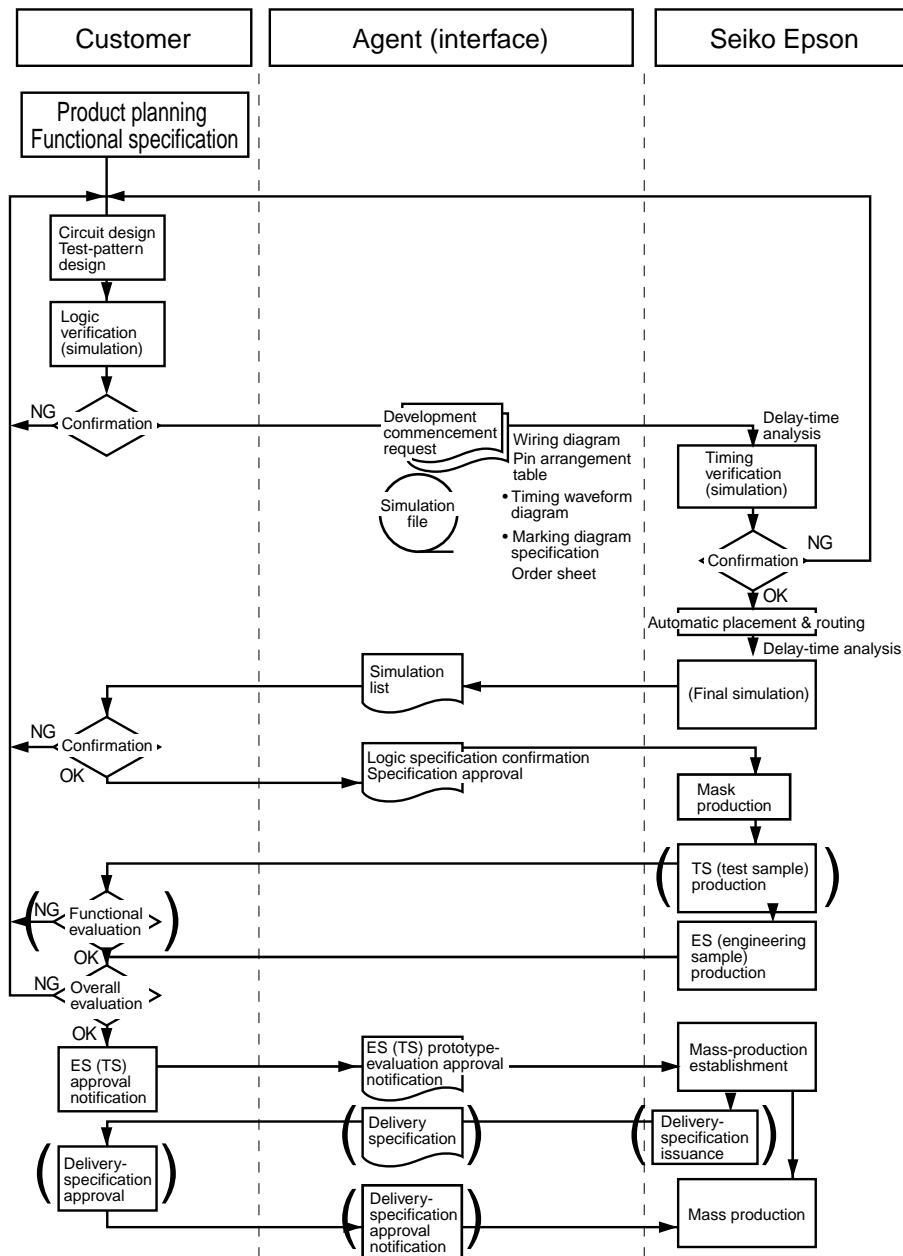 Customer
Agent (interface)
Seiko Epson
Product planning
Functional specification
Circuit design
Test-pattern
design
Logic
verification
(simulation)
NG
Confirmation
Development
commencement
request
Simulation
file
Wiring diagram
Pin arrangement
table
• Timing waveform
diagram
• Marking diagram
specification
Order sheet
Delay-time
analysis
Timing
verification
(simulation)
NG
Confirmation
OK
Automatic placement & routing
Delay-time analysis
(Final simulation)
Simulation
list
NG
Confirmation
OK
Logic specification confirmation
Specification approval
Mask
production
( TS (test sample) )
production
( NG Functional )
evaluation
OK
ES (engineering
sample)
production
NG
Overall
evaluation
OK
ES (TS)
approval
notification
ES (TS) prototype-
evaluation approval
notification
Mass-production
establishment
( Delivery- )
specification
issuance
( Delivery )
specification
( Delivery- )
specification
approval
( Delivery- )
specification
approval
notification
Mass production